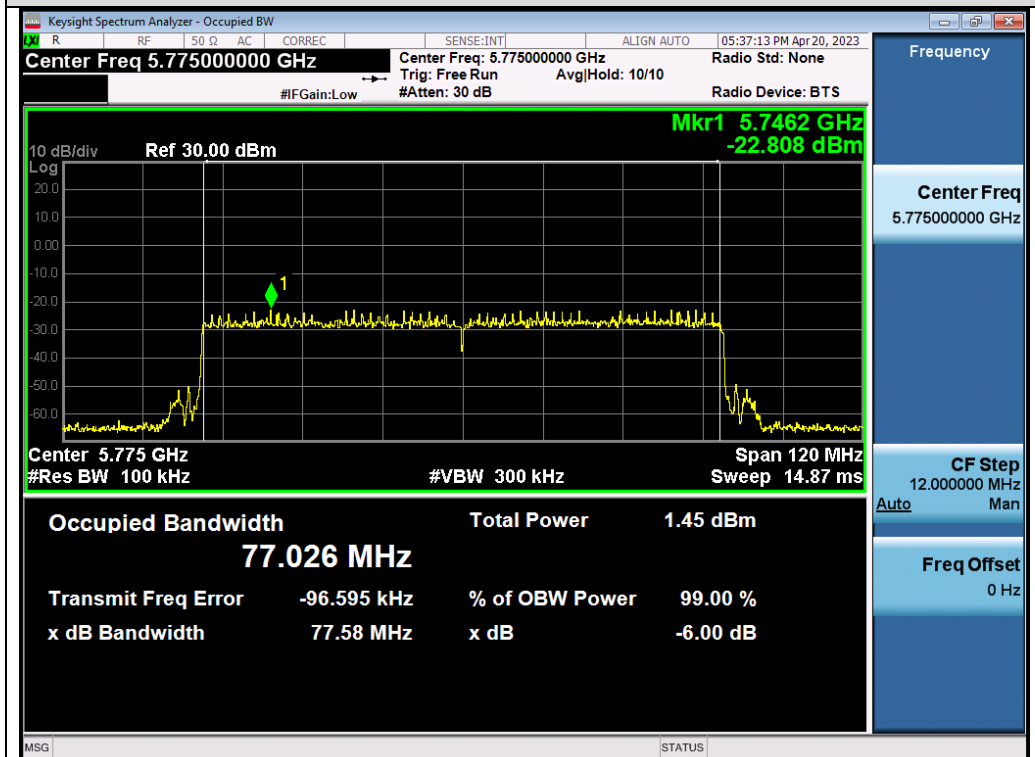 Keysight Spectrum Analyzer - Occupied BW
LXI R RF 50 Ω AC CORREC SENSE:INT ALIGN AUTO 05:37:13 PM Apr 20, 2023
Center Freq 5.775000000 GHz
Center Freq: 5.775000000 GHz Radio Std: None
Trig: Free Run Avg|Hold: 10/10
#IFGain:Low #Atten: 30 dB Radio Device: BTS
Mkr1 5.7462 GHz
-22.808 dBm
10 dB/div Ref 30.00 dBm
Log
20.0
10.0
0.00
-10.0
1
-20.0
-30.0
-40.0
-50.0
-60.0
Center 5.775 GHz Span 120 MHz
#Res BW 100 kHz #VBW 300 kHz Sweep 14.87 ms
Occupied Bandwidth Total Power 1.45 dBm
77.026 MHz
Transmit Freq Error -96.595 kHz % of OBW Power 99.00 %
x dB Bandwidth 77.58 MHz x dB -6.00 dB
MSG STATUS
Frequency
Center Freq
5.775000000 GHz
CF Step
12.000000 MHz
Auto Man
Freq Offset
0 Hz